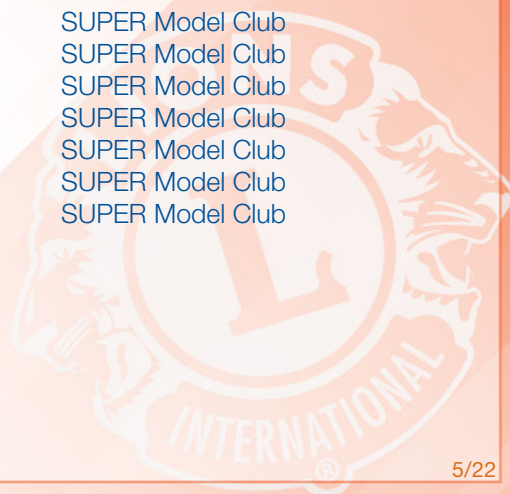 SUPER Model Club
SUPER Model Club
SUPER Model Club
SUPER Model Club
SUPER Model Club
SUPER Model Club
SUPER Model Club
LIONS
L
INTERNATIONAL
®
5/22